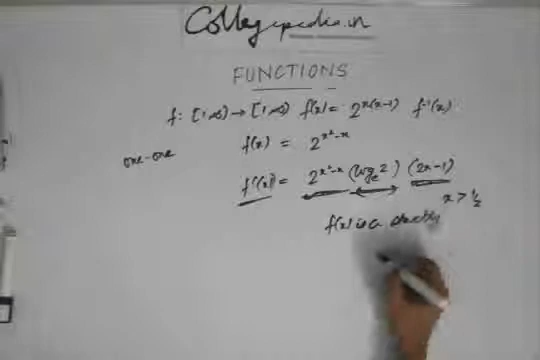 Collegepedia.in
FUNCTIONS
f: [1,∞) → [1,∞) f(x) = 2^{x(x-1)} f⁻¹(x)
f(x) = 2^{x²-x}
one-one
f'(x) = 2^{x²-x} (log_e 2) (2x-1)
x > 1/2
f(x) is a strictly